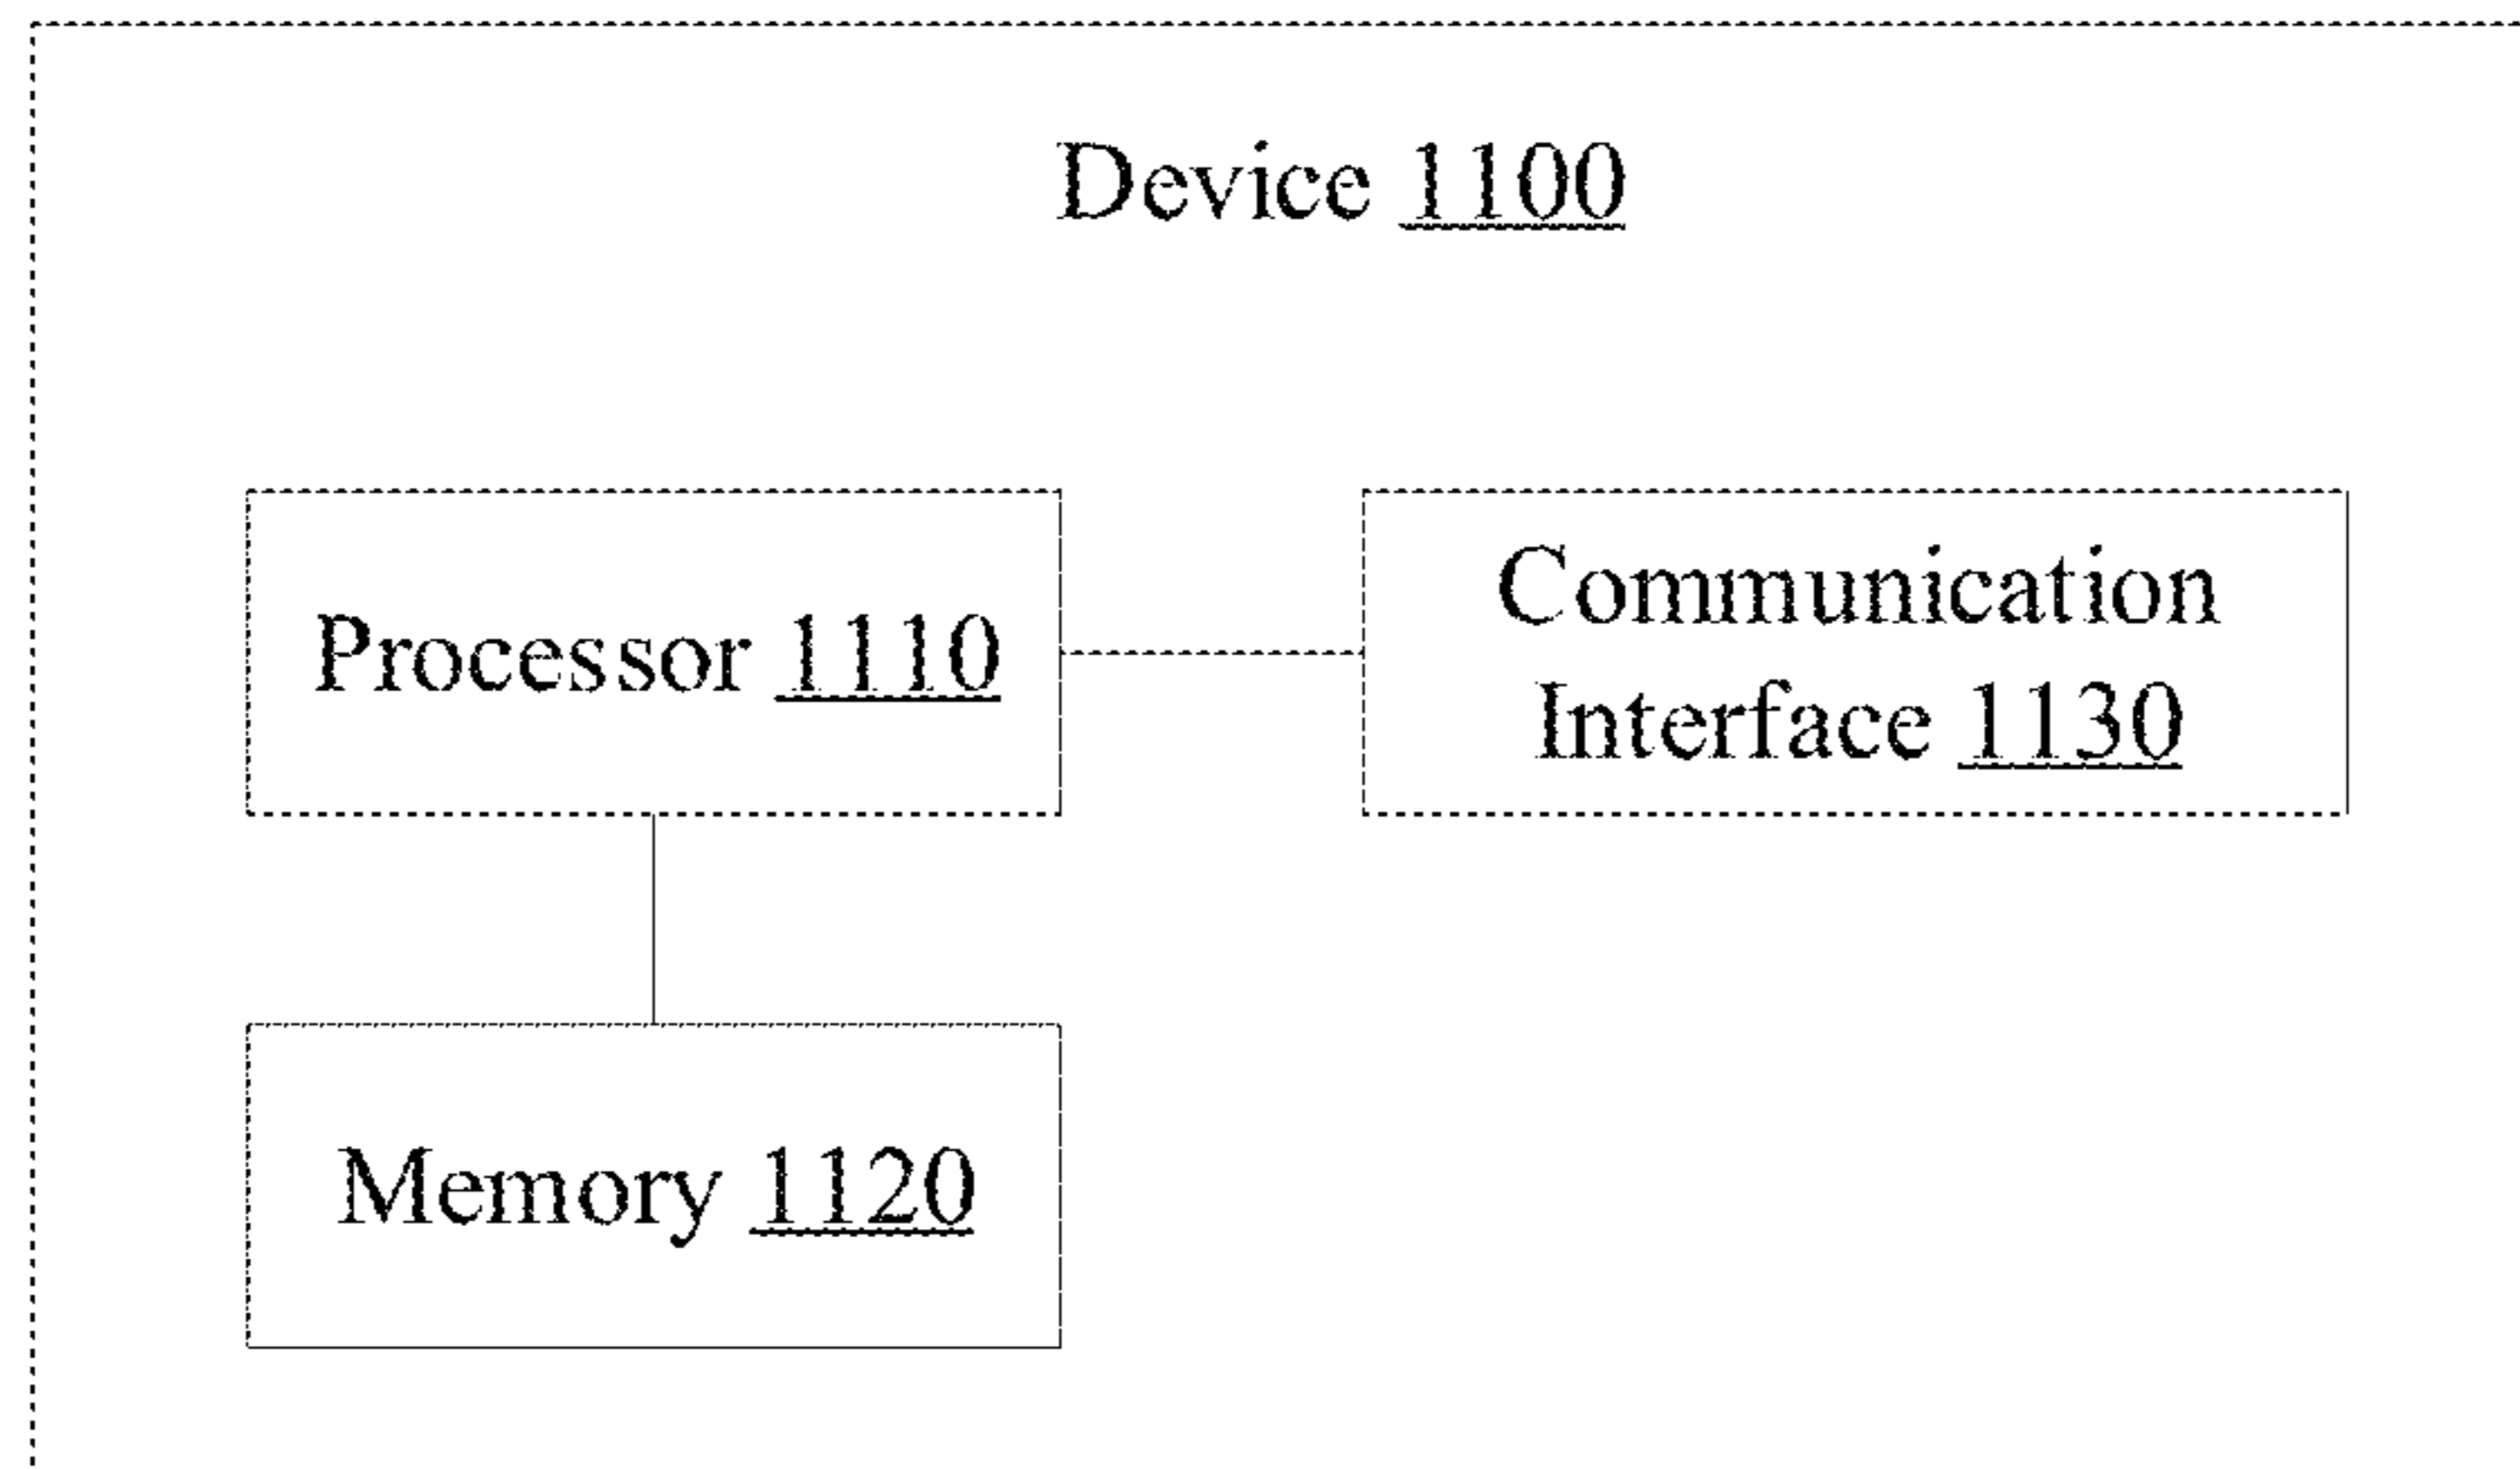 Device 1100
Processor 1110
Communication
Interface 1130
Memory 1120